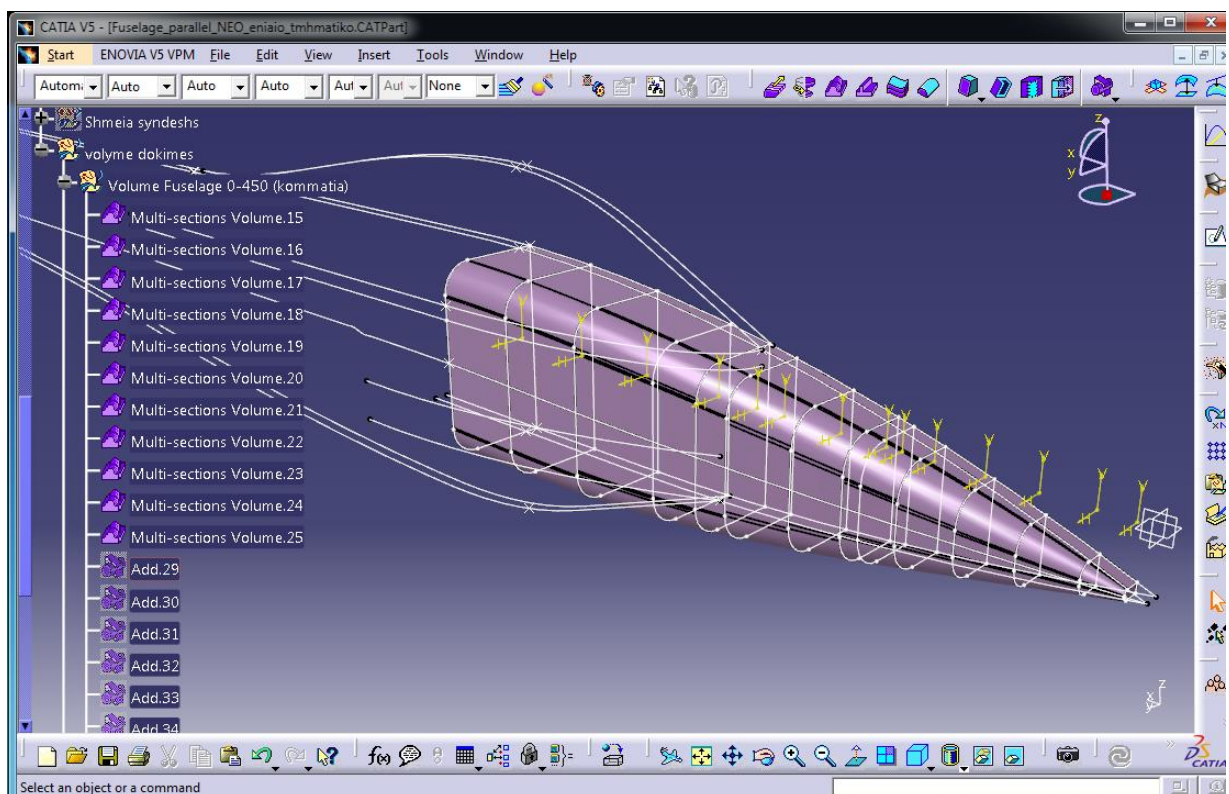 CATIA V5 - [Fuselage_parallel_NEO_eniaio_tmhmatiko.CATPart]
Start ENOVIA V5 VPM File Edit View Insert Tools Window Help
Auto Auto Auto Aut Aut None
Shmeia syndeshs
volyme dokimes
Volume Fuselage 0-450 (kommatia)
Multi-sections Volume.15
Multi-sections Volume.16
Multi-sections Volume.17
Multi-sections Volume.18
Multi-sections Volume.19
Multi-sections Volume.20
Multi-sections Volume.21
Multi-sections Volume.22
Multi-sections Volume.23
Multi-sections Volume.24
Multi-sections Volume.25
Add.29
Add.30
Add.31
Add.32
Add.33
Add.34
z
x
y
V V V V V V V V V V V V V
H H H H H H H H H H H H H
z
x
y
f(x)
CATIA
Select an object or a command